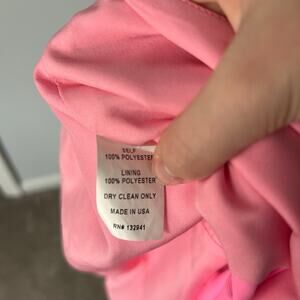 SELF
100% POLYESTER
LINING
100% POLYESTER
DRY CLEAN ONLY
MADE IN USA
RN# 132941